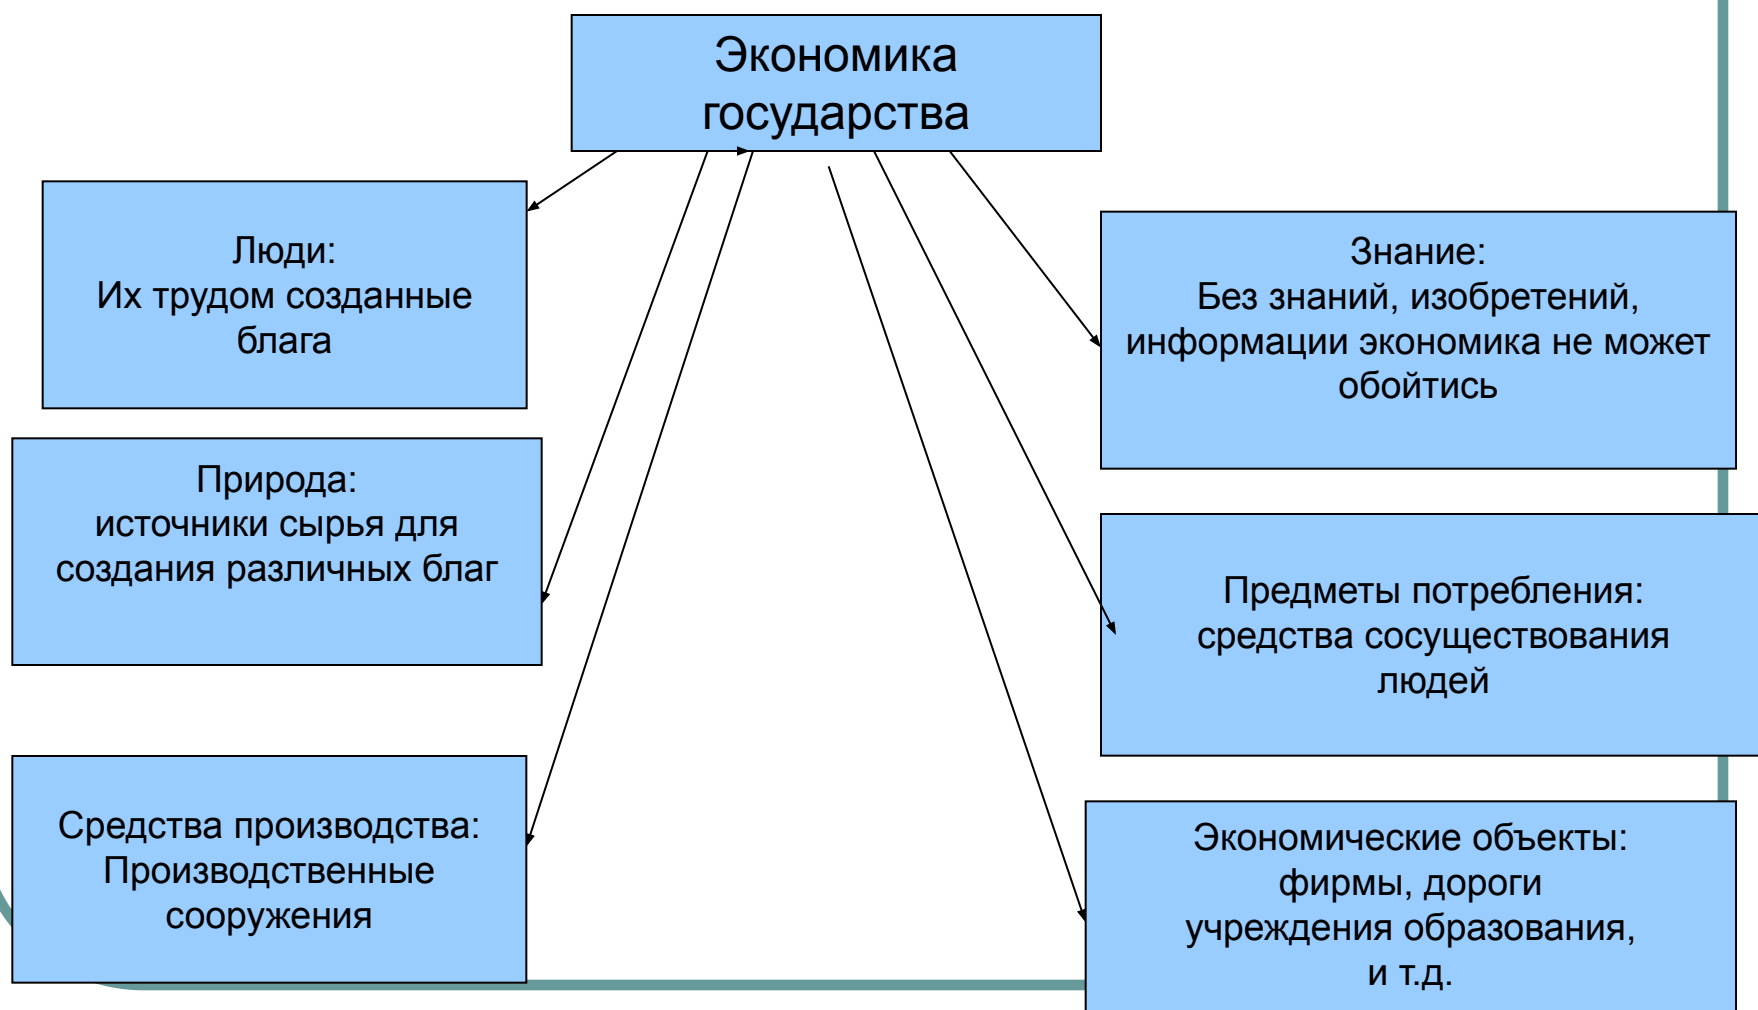 Экономика
государства
Люди:
Их трудом созданные
блага
Знание:
Без знаний, изобретений,
информации экономика не может
обойтись
Природа:
источники сырья для
создания различных благ
Предметы потребления:
средства сосуществования
людей
Средства производства:
Производственные
сооружения
Экономические объекты:
фирмы, дороги
учреждения образования,
и т.д.